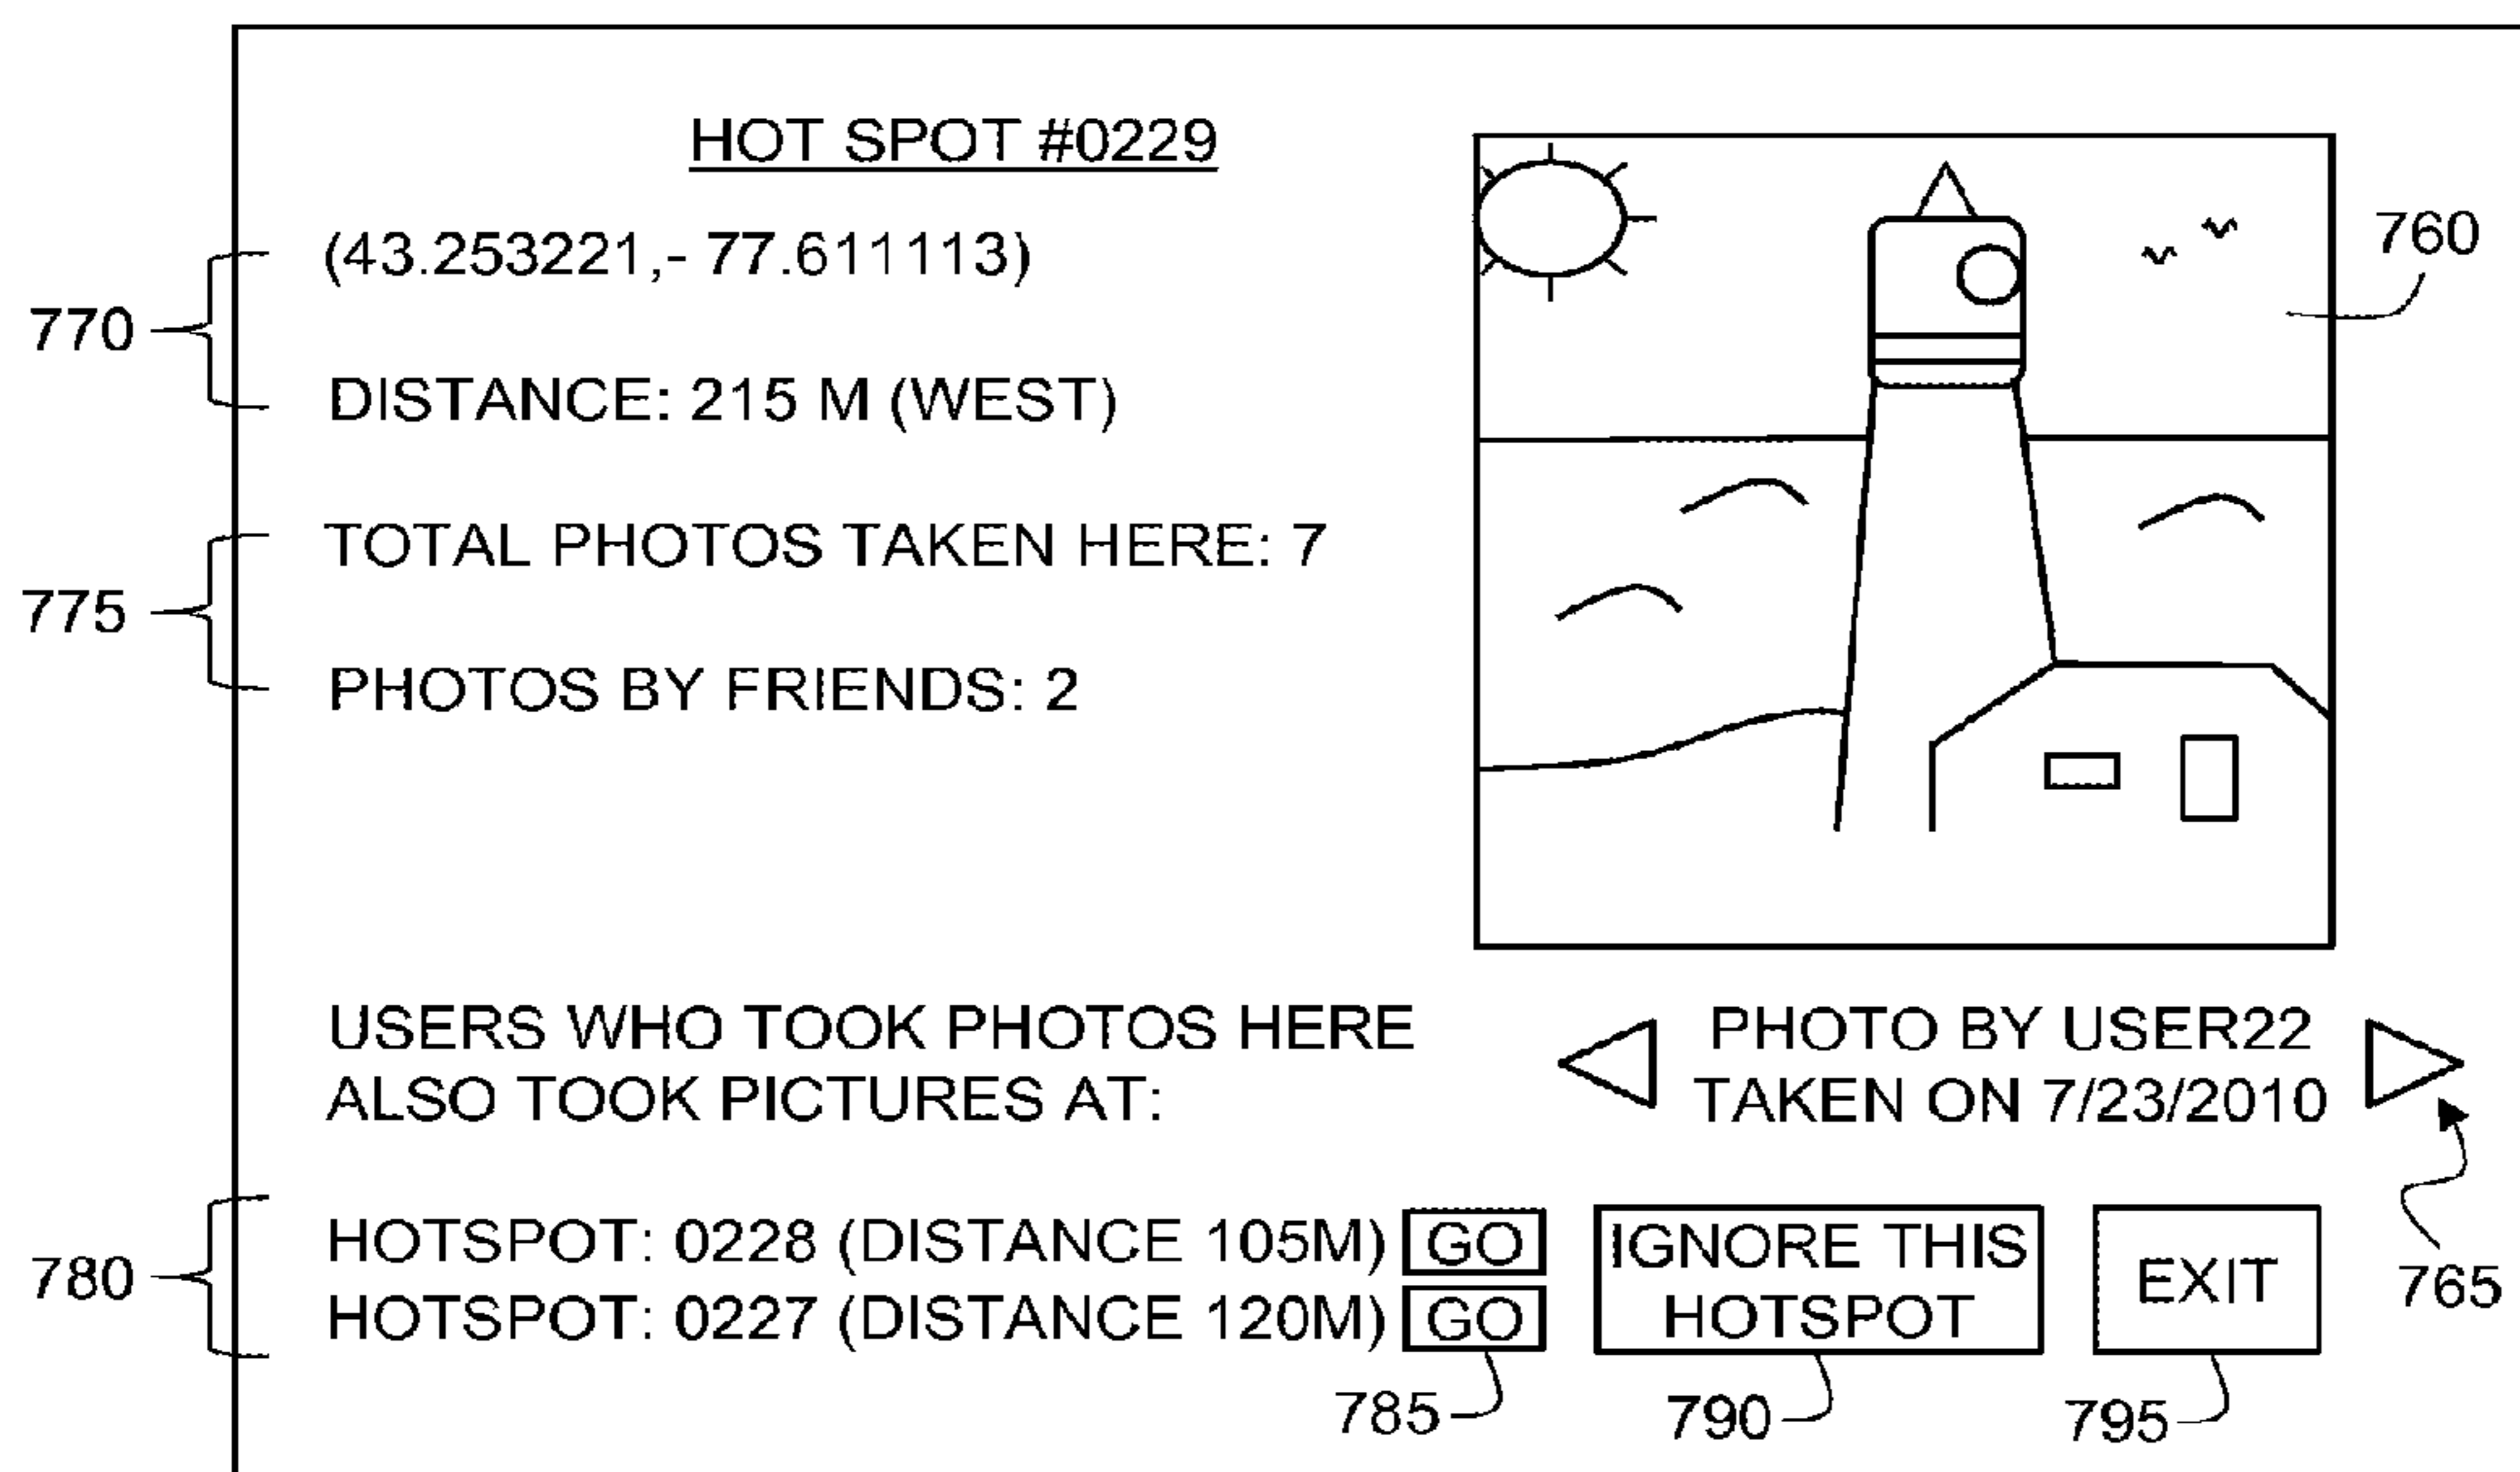 HOT SPOT #0229
(43.253221,- 77.611113)
770
DISTANCE: 215 M (WEST)
760
TOTAL PHOTOS TAKEN HERE: 7
775
PHOTOS BY FRIENDS: 2
USERS WHO TOOK PHOTOS HERE
ALSO TOOK PICTURES AT:
PHOTO BY USER22
TAKEN ON 7/23/2010
765
780
HOTSPOT: 0228 (DISTANCE 105M) GO
HOTSPOT: 0227 (DISTANCE 120M) GO
785
IGNORE THIS
HOTSPOT
790
EXIT
795